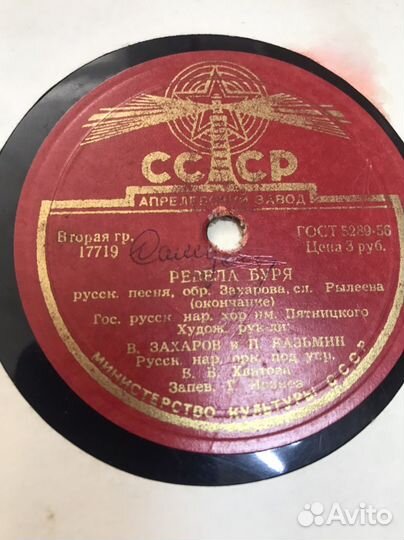 СССР
АПРЕЛЕВСКИЙ ЗАВОД
Вторая гр.
17719
ГОСТ 5289-56
Цена 3 руб.
РЕВЕЛА БУРЯ
русск. песня, обр. Захарова, сл. Рылеева
(окончание)
Гос. русск. нар. хор им. Пятницкого
Худож. рук-ли:
В. ЗАХАРОВ и П. КАЗЬМИН
Русск. нар. орк. под упр.
В. В. Хватова
Запев. Г.
МИНИСТЕРСТВО КУЛЬТУРЫ СССР
Avito